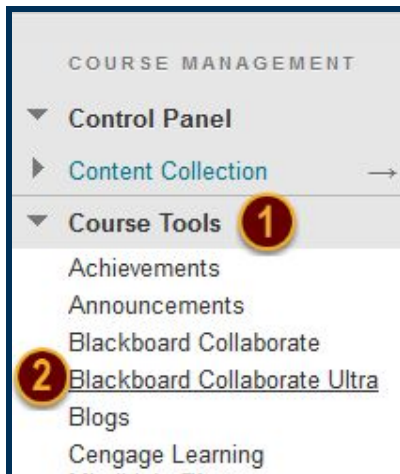 COURSE MANAGEMENT
Control Panel
Content Collection →
Course Tools 1
Achievements
Announcements
Blackboard Collaborate
2 Blackboard Collaborate Ultra
Blogs
Cengage Learning